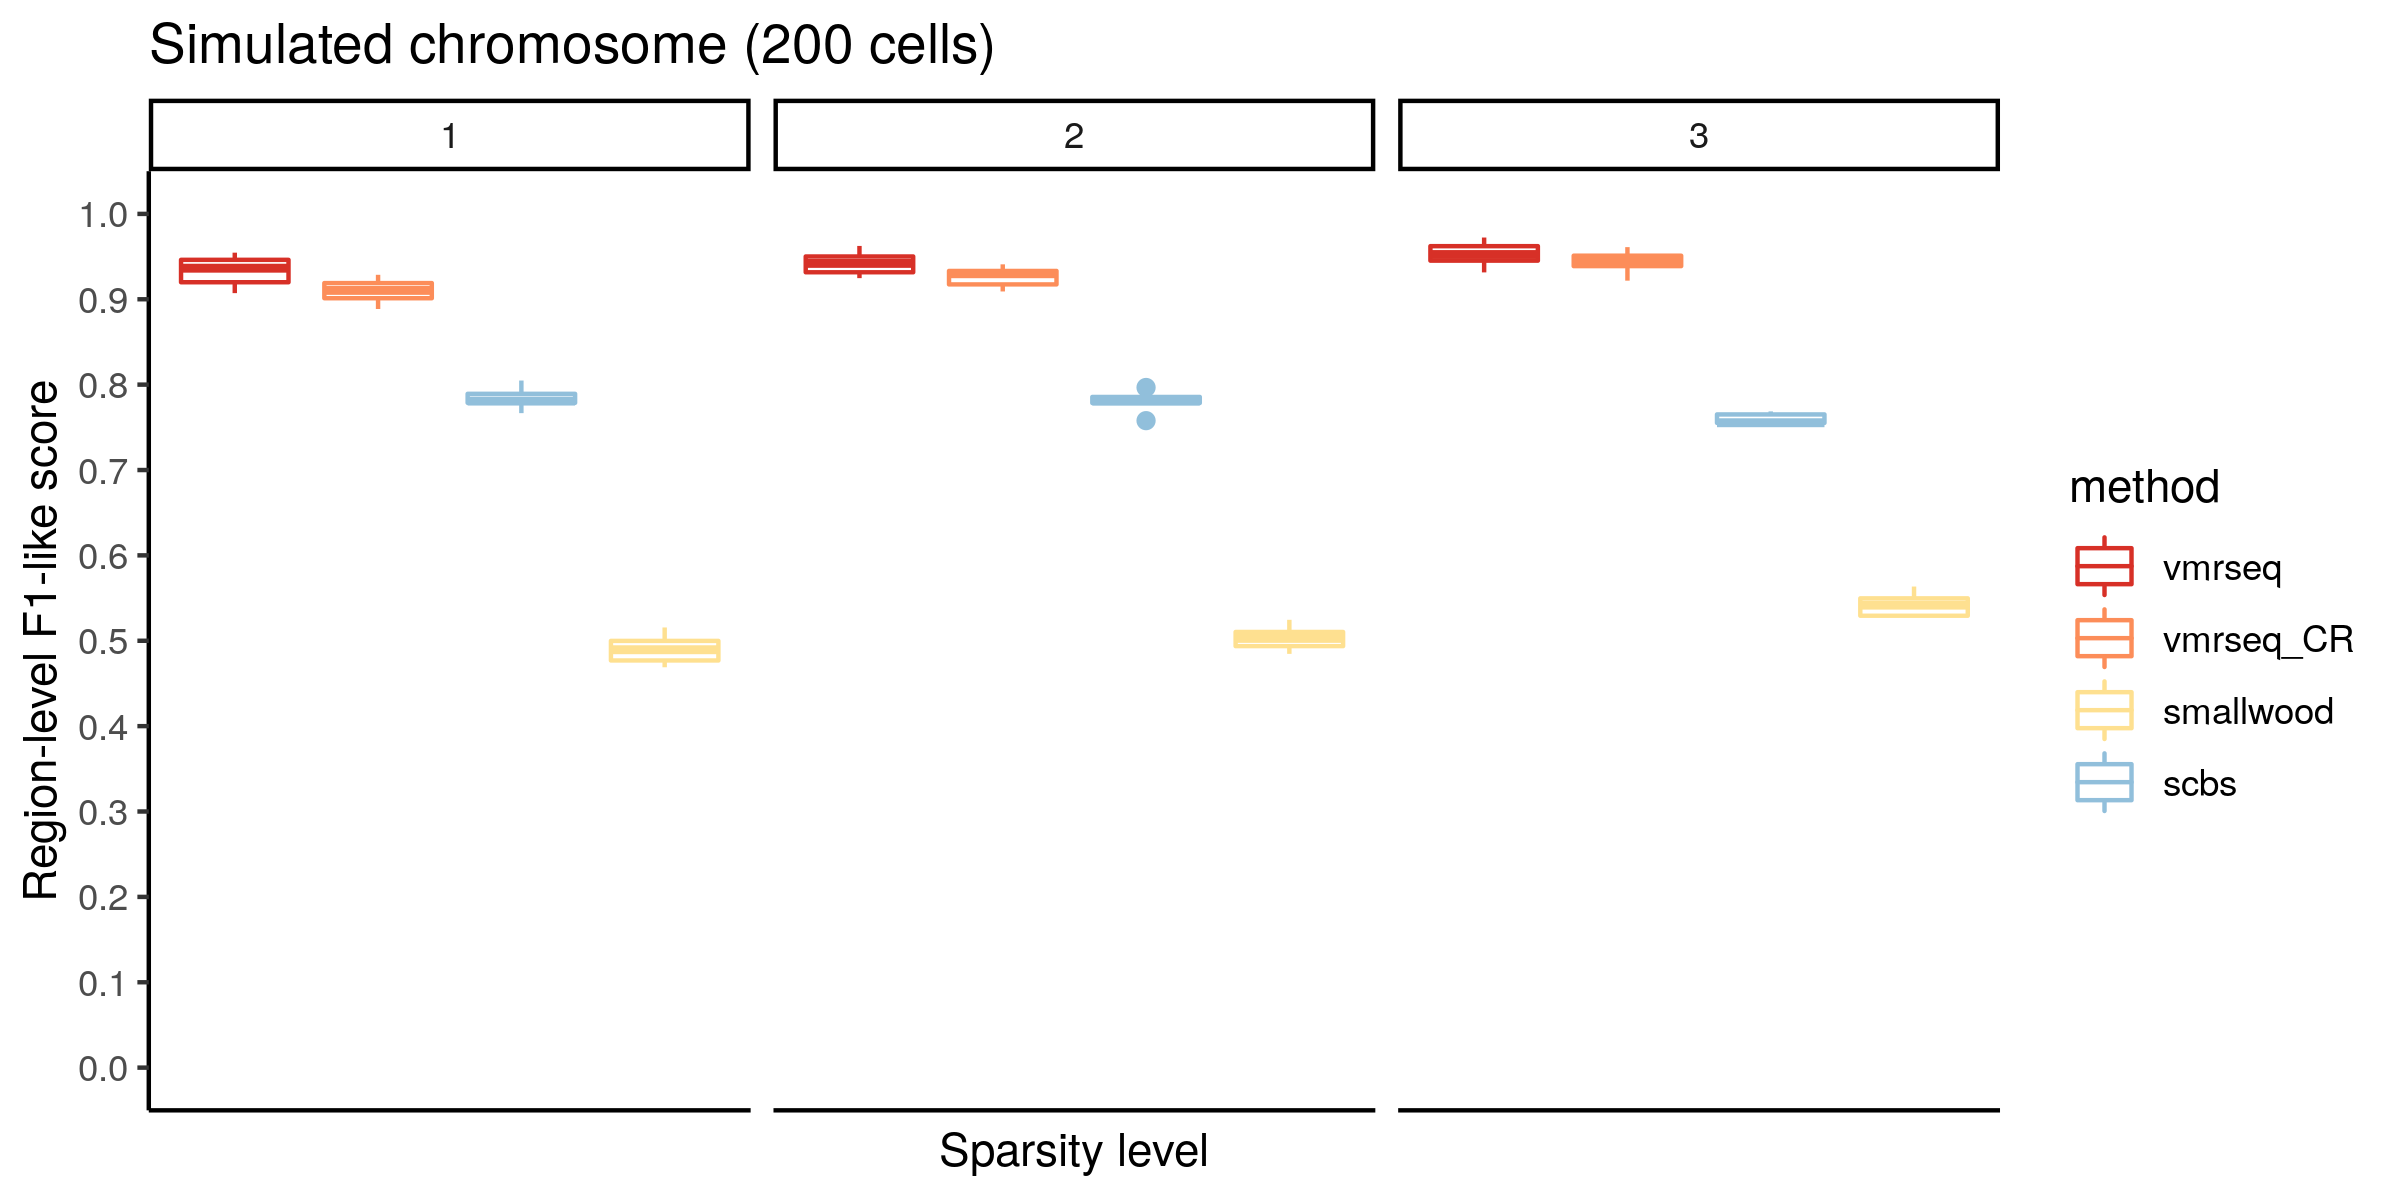 Simulated chromosome (200 cells)
1
2
3
Region-level F1-like score
1.0
0.9
0.8
0.7
0.6
0.5
0.4
0.3
0.2
0.1
0.0
Sparsity level
method
vmrseq
vmrseq_CR
smallwood
scbs